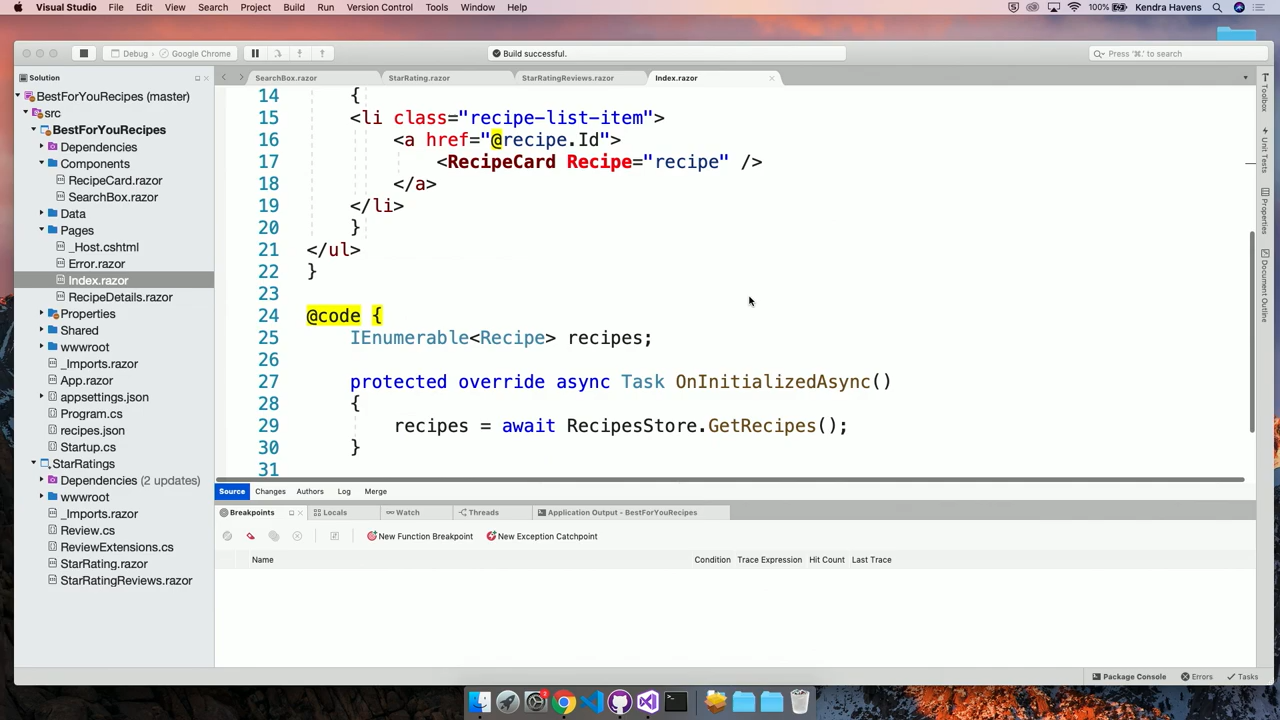 Visual Studio File Edit View Search Project Build Run Version Control Tools Window Help 100% Kendra Havens
Debug › Google Chrome
Build successful.
Press '⌘.' to search
Solution
SearchBox.razor StarRating.razor StarRatingReviews.razor Index.razor
BestForYouRecipes (master)
src
BestForYouRecipes
Dependencies
Components
RecipeCard.razor
SearchBox.razor
Data
Pages
_Host.cshtml
Error.razor
Index.razor
RecipeDetails.razor
Properties
Shared
wwwroot
_Imports.razor
App.razor
appsettings.json
Program.cs
recipes.json
Startup.cs
StarRatings
Dependencies (2 updates)
wwwroot
_Imports.razor
Review.cs
ReviewExtensions.cs
StarRating.razor
StarRatingReviews.razor
14 {
15 <li class="recipe-list-item">
16 <a href="@recipe.Id">
17 <RecipeCard Recipe="recipe" />
18 </a>
19 </li>
20 }
21 </ul>
22 }
23
24 @code {
25 IEnumerable<Recipe> recipes;
26
27 protected override async Task OnInitializedAsync()
28 {
29 recipes = await RecipesStore.GetRecipes();
30 }
31
Source Changes Authors Log Merge
Breakpoints Locals Watch Threads Application Output - BestForYouRecipes
New Function Breakpoint New Exception Catchpoint
Name Condition Trace Expression Hit Count Last Trace
Toolbox
Unit Tests
Properties
Document Outline
Package Console Errors Tasks